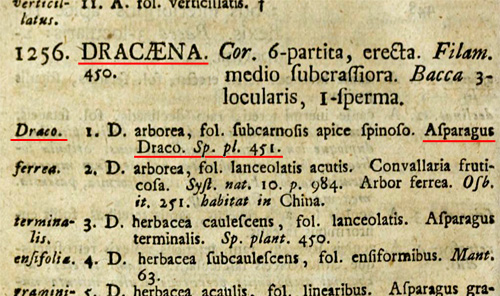 verticil- 11. A. fol. verticillatis. †
latus.
1256. DRACÆNA. Cor. 6-partita, erecta. Filam.
450. medio ſubcraſſiora. Bacca 3-
locularis, 1-ſperma.
Draco. 1. D. arborea, fol. ſubcarnoſis apice ſpinoſo. Aſparagus
Draco. Sp. pl. 451.
ferrea. 2. D. arborea, fol. lanceolatis acutis. Convallaria fruti-
coſa. Syſt. nat. 10. p. 984. Arbor ferrea. Oſb.
it. 251. habitat in China.
termina- 3. D. herbacea cauleſcens, fol. lanceolatis. Aſparagus
lis. terminalis. Sp. plant. 450.
enſifolia. 4. D. herbacea ſubcauleſcens, fol. enſiformibus. Mant.
63.
gramini- 5. D. herbacea acaulis, fol. linearibus. Aſparagus gra-